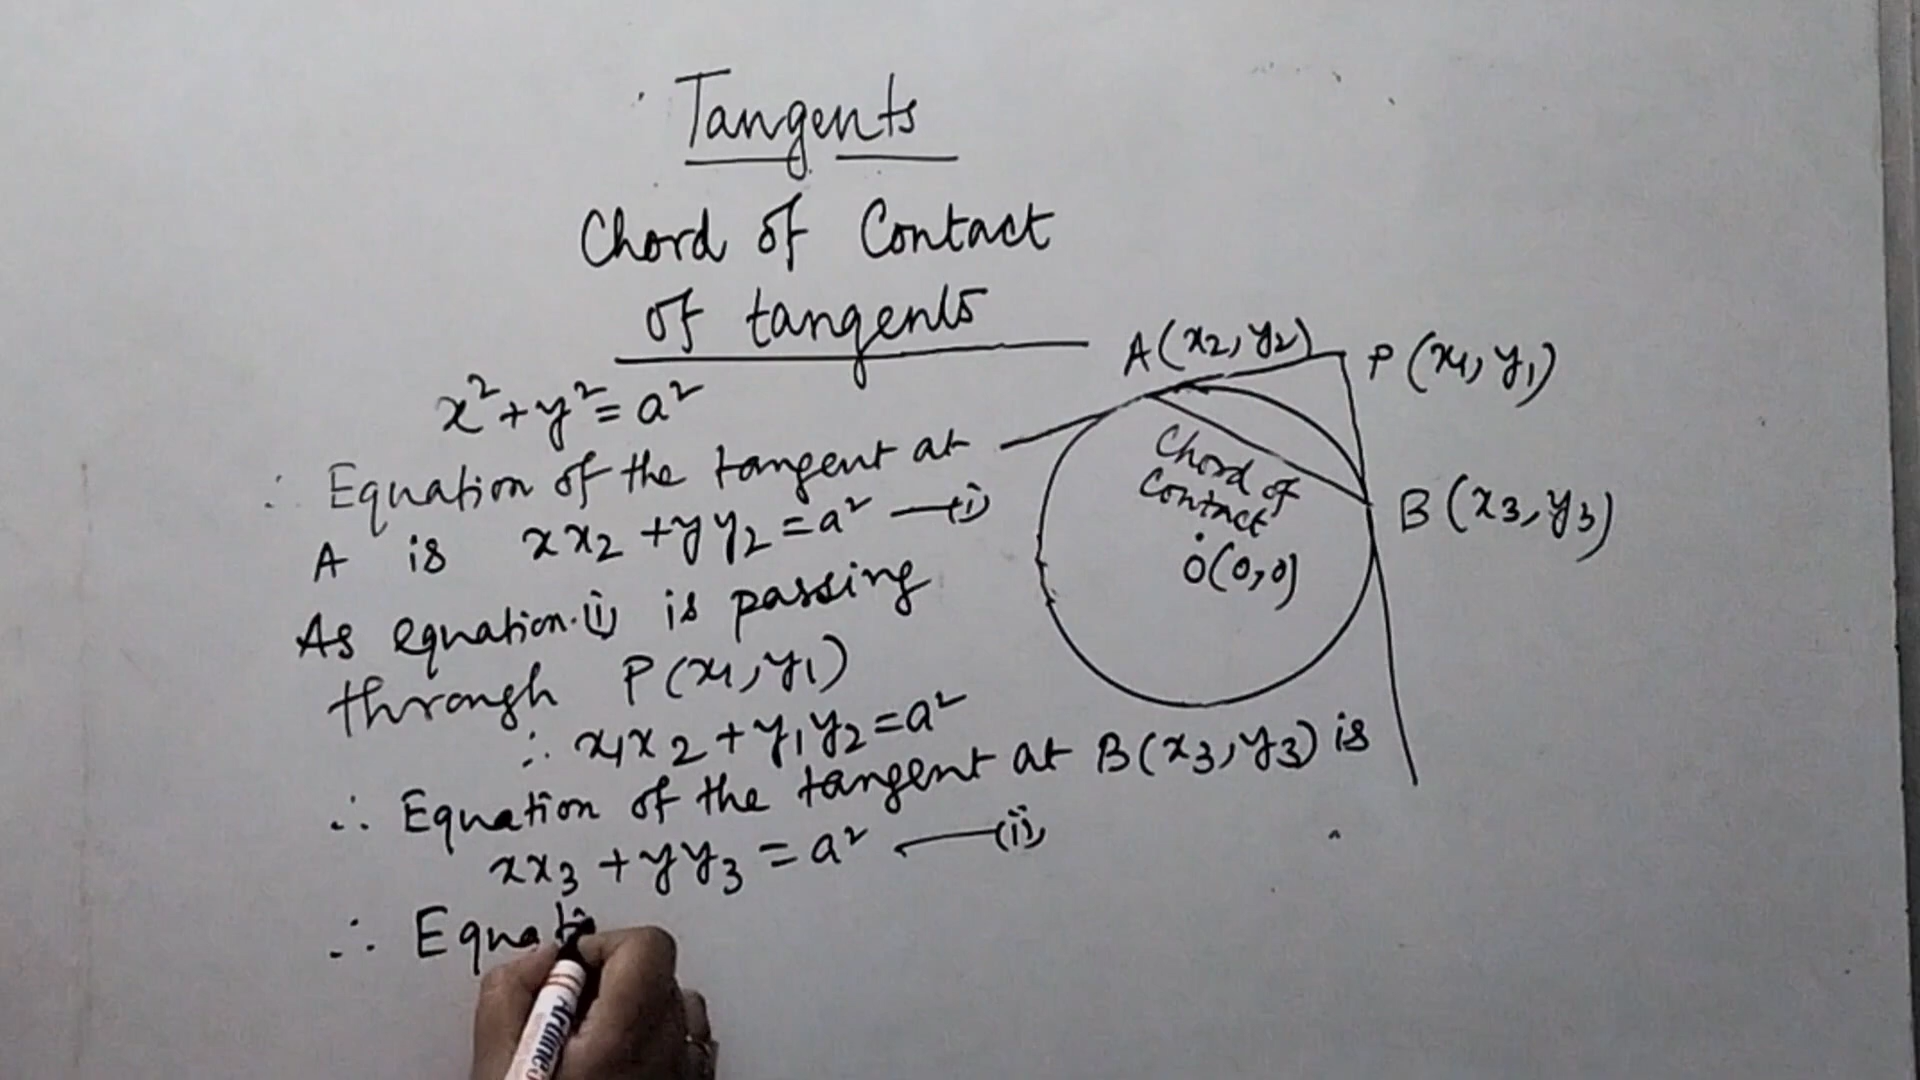 Tangents
Chord of Contact
of tangents
x²+y²=a²
∴ Equation of the tangent at
A is xx₂+yy₂=a² —(i)
As equation.(i) is passing
through P(x₁,y₁)
∴ x₁x₂+y₁y₂=a²
∴ Equation of the tangent at B(x₃,y₃) is
xx₃+yy₃=a² —(ii)
∴ Equati
A(x₂,y₂)
P(x₁,y₁)
Chord of
Contact
B(x₃,y₃)
O(0,0)
Artline